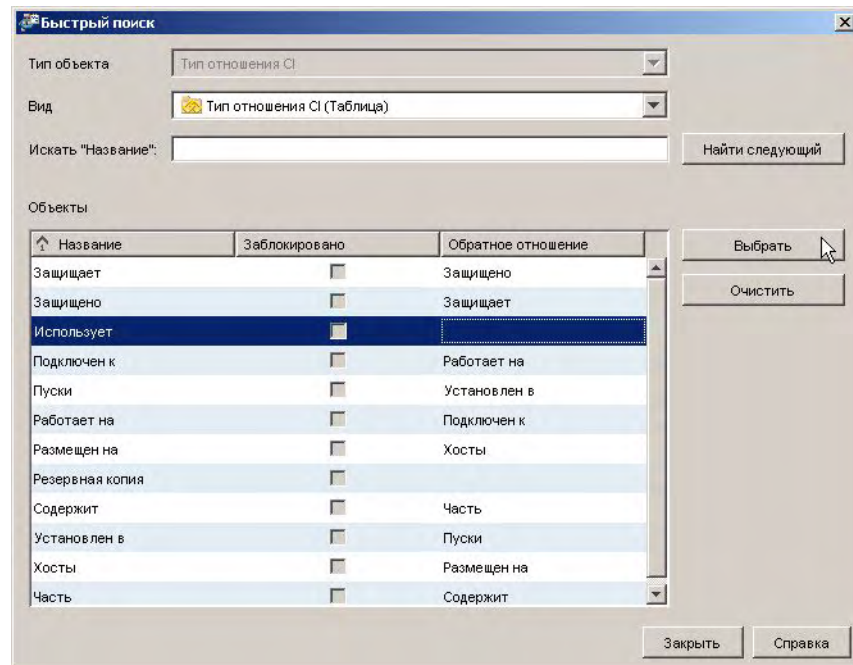 Быстрый поиск
Тип объекта Тип отношения CI
Вид Тип отношения CI (Таблица)
Искать "Название": Найти следующий
Объекты
1 Название Заблокировано Обратное отношение Выбрать
Защищает Защищено
Очистить
Защищено Защищает
Использует
Подключен к Работает на
Пуски Установлен в
Работает на Подключен к
Размещен на Хосты
Резервная копия
Содержит Часть
Установлен в Пуски
Хосты Размещен на
Часть Содержит
Закрыть Справка